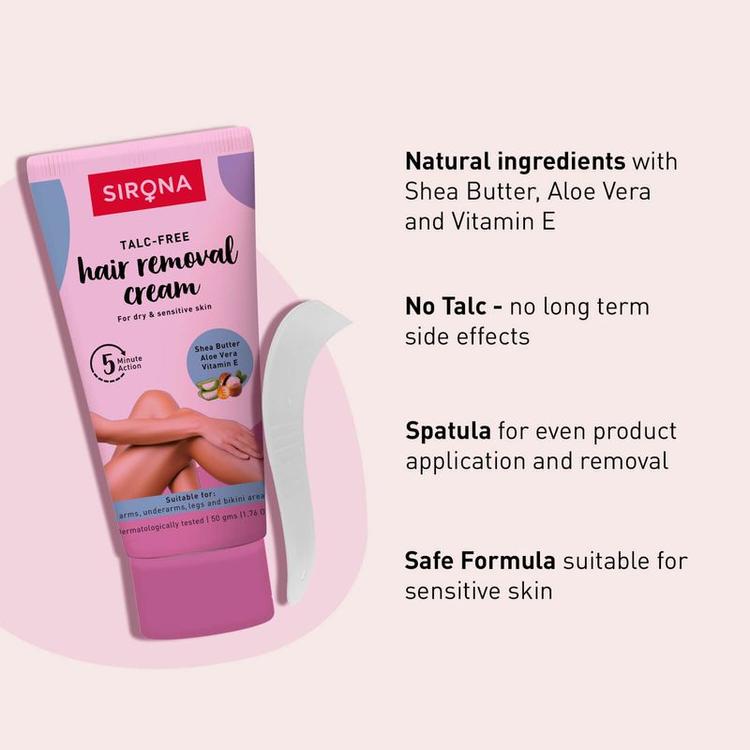 SIRONA
TALC-FREE
hair removal
cream
For dry & sensitive skin
5 Minute
Action
Shea Butter
Aloe Vera
Vitamin E
Suitable for:
arms, underarms, legs and bikini area
Dermatologically tested | 50 gms (1.76 O
Natural ingredients with
Shea Butter, Aloe Vera
and Vitamin E
No Talc - no long term
side effects
Spatula for even product
application and removal
Safe Formula suitable for
sensitive skin